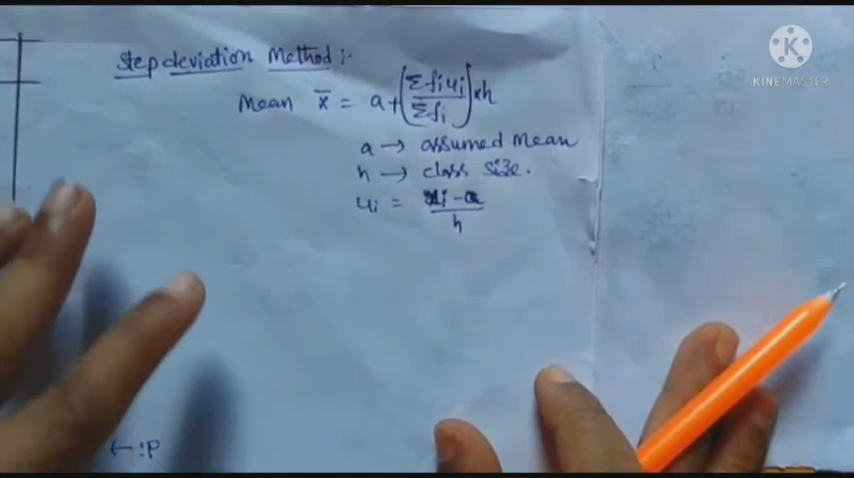 Step deviation Method :-
KINEMASTER
Mean x̄ = a + (Σfiui / Σfi) × h
a → assumed Mean
h → class size.
ui = xi - a / h